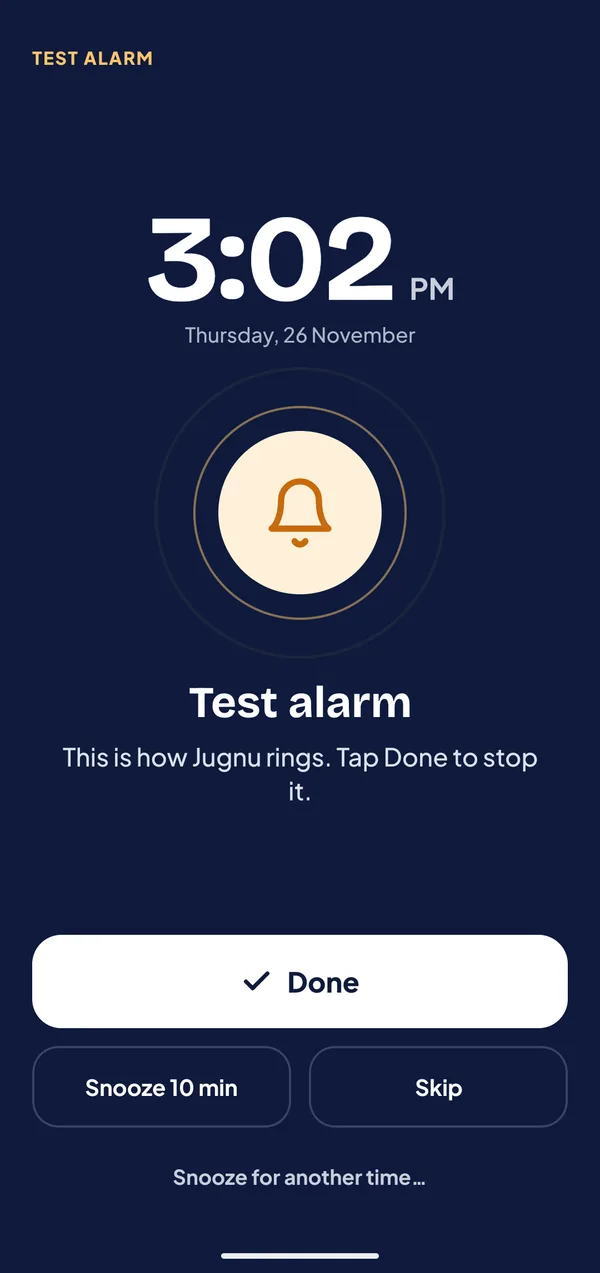 TEST ALARM
3:02 PM
Thursday, 26 November
Test alarm
This is how Jugnu rings. Tap Done to stop
it.
Done
Snooze 10 min
Skip
Snooze for another time…